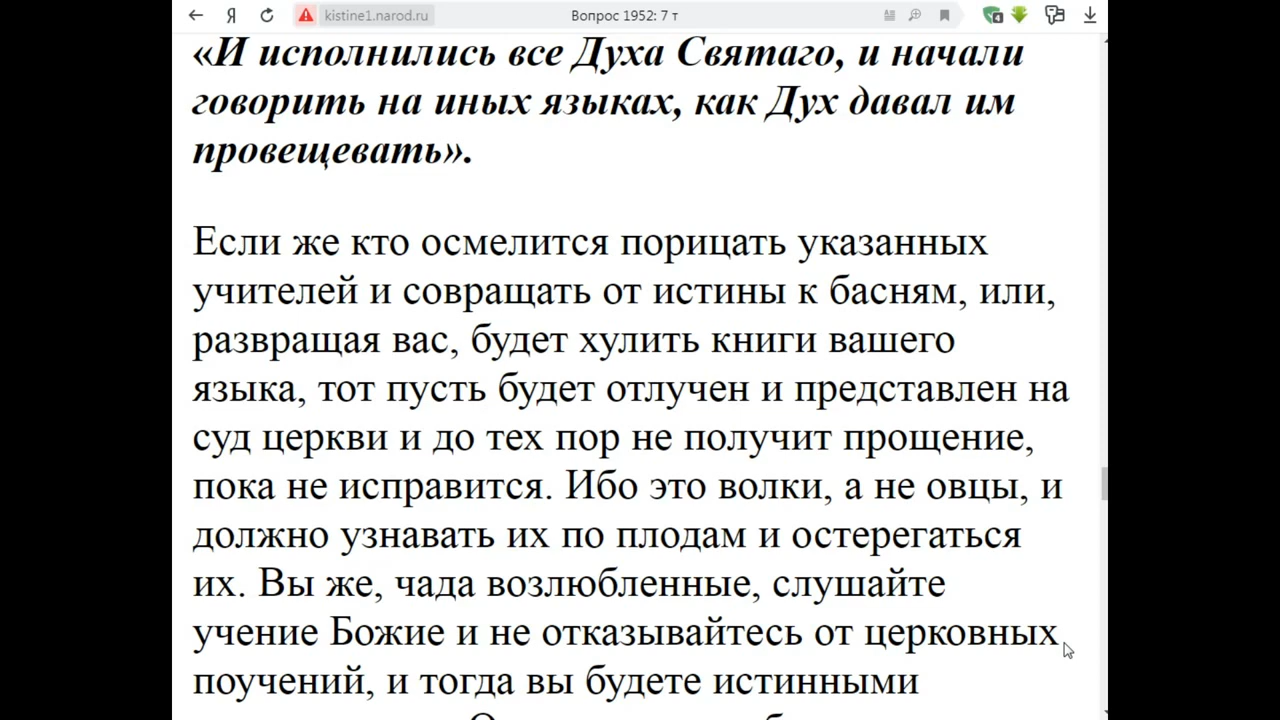 Я kistine1.narod.ru Вопрос 1952: 7 т 4
«И исполнились все Духа Святаго, и начали
говорить на иных языках, как Дух давал им
провещевать».
Если же кто осмелится порицать указанных
учителей и совращать от истины к басням, или,
развращая вас, будет хулить книги вашего
языка, тот пусть будет отлучен и представлен на
суд церкви и до тех пор не получит прощение,
пока не исправится. Ибо это волки, а не овцы, и
должно узнавать их по плодам и остерегаться
их. Вы же, чада возлюбленные, слушайте
учение Божие и не отказывайтесь от церковных
поучений, и тогда вы будете истинными